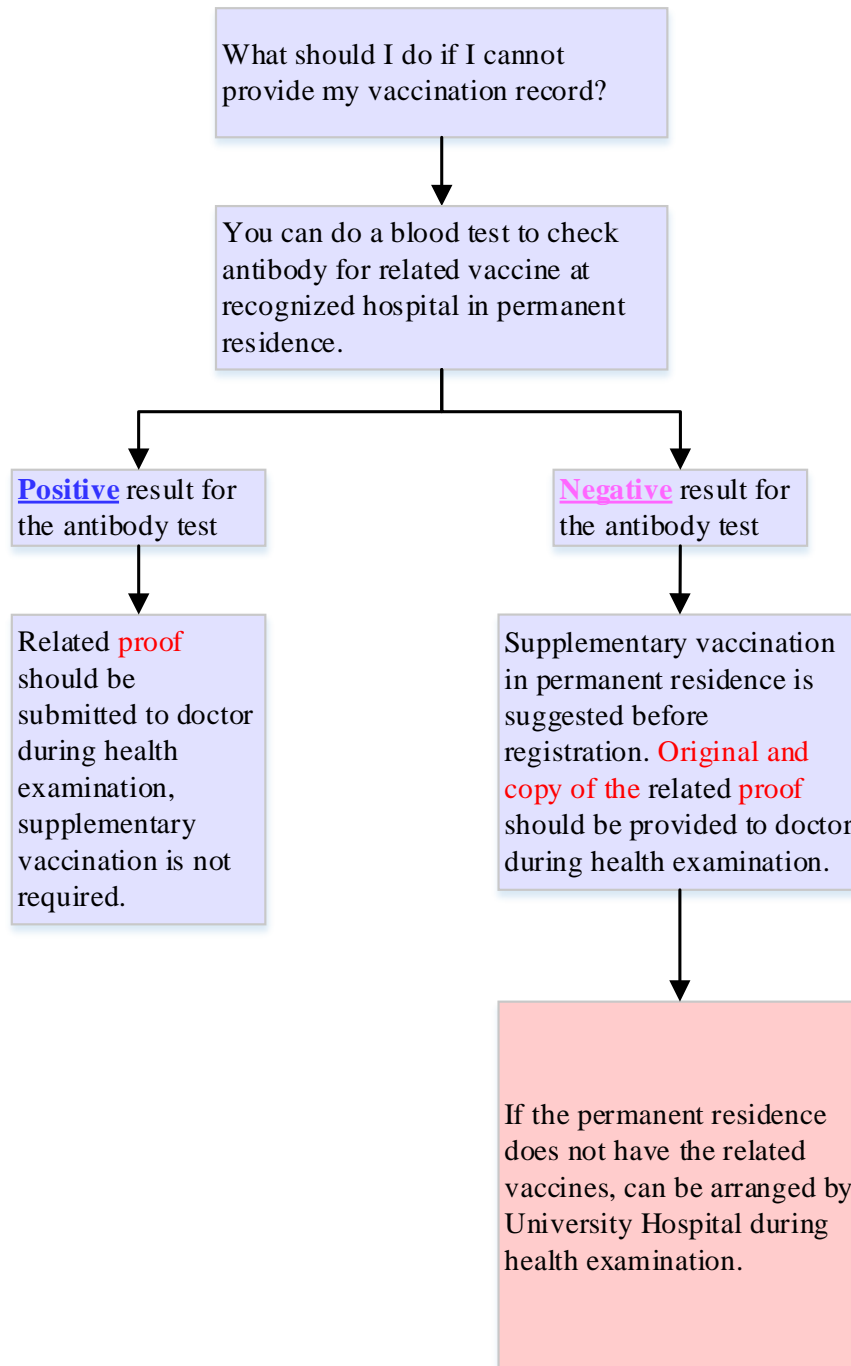 What should I do if I cannot
provide my vaccination record?
You can do a blood test to check
antibody for related vaccine at
recognized hospital in permanent
residence.
Positive result for
the antibody test
Negative result for
the antibody test
Related proof
should be
submitted to doctor
during health
examination,
supplementary
vaccination is not
required.
Supplementary vaccination
in permanent residence is
suggested before
registration. Original and
copy of the related proof
should be provided to doctor
during health examination.
If the permanent residence
does not have the related
vaccines, can be arranged by
University Hospital during
health examination.